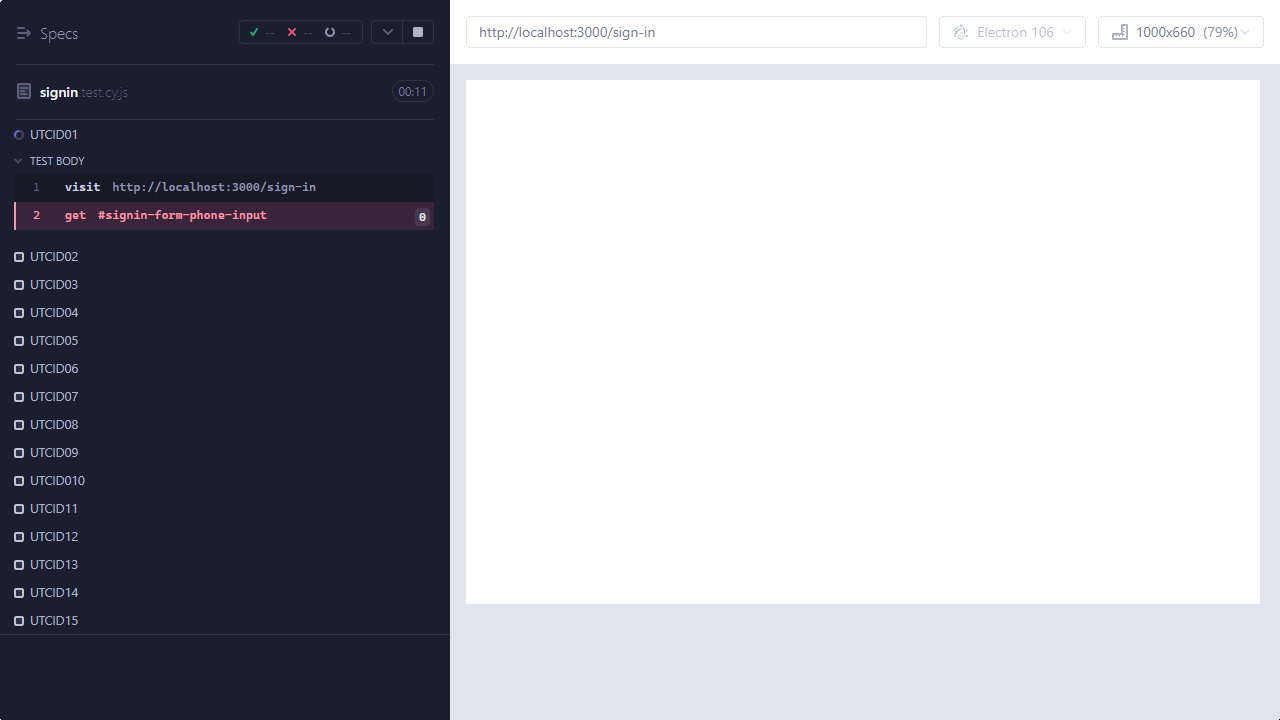 Specs
-- -- --
signin.test.cy.js
00:11
UTCID01
TEST BODY
1 visit http://localhost:3000/sign-in
2 get #signin-form-phone-input 0
UTCID02
UTCID03
UTCID04
UTCID05
UTCID06
UTCID07
UTCID08
UTCID09
UTCID010
UTCID11
UTCID12
UTCID13
UTCID14
UTCID15
http://localhost:3000/sign-in
Electron 106
1000x660 (79%)